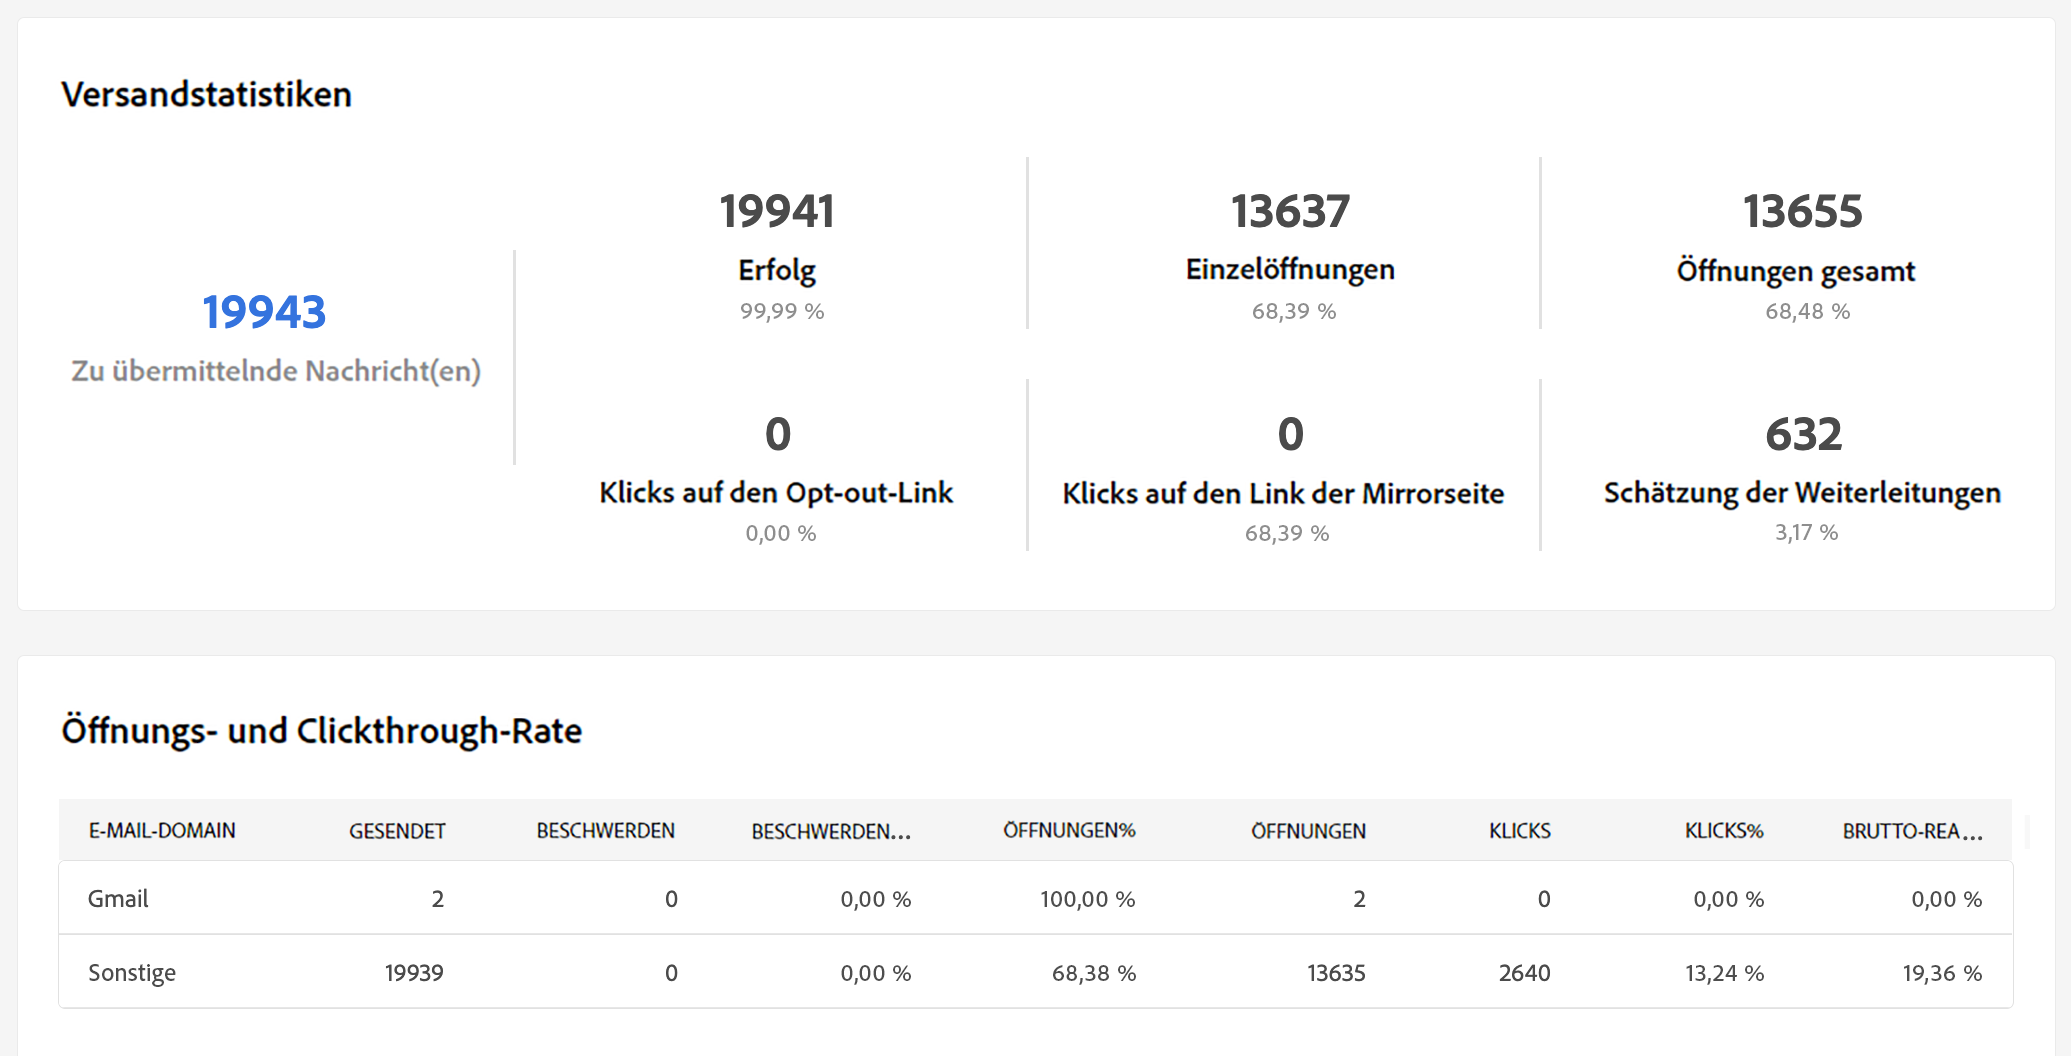 Versandstatistiken
19943
Zu übermittelnde Nachricht(en)
19941
Erfolg
99,99 %
13637
Einzelöffnungen
68,39 %
13655
Öffnungen gesamt
68,48 %
0
Klicks auf den Opt-out-Link
0,00 %
0
Klicks auf den Link der Mirrorseite
68,39 %
632
Schätzung der Weiterleitungen
3,17 %
Öffnungs- und Clickthrough-Rate
E-MAIL-DOMAIN GESENDET BESCHWERDEN BESCHWERDEN... ÖFFNUNGEN% ÖFFNUNGEN KLICKS KLICKS% BRUTTO-REA...
Gmail 2 0 0,00 % 100,00 % 2 0 0,00 % 0,00 %
Sonstige 19939 0 0,00 % 68,38 % 13635 2640 13,24 % 19,36 %